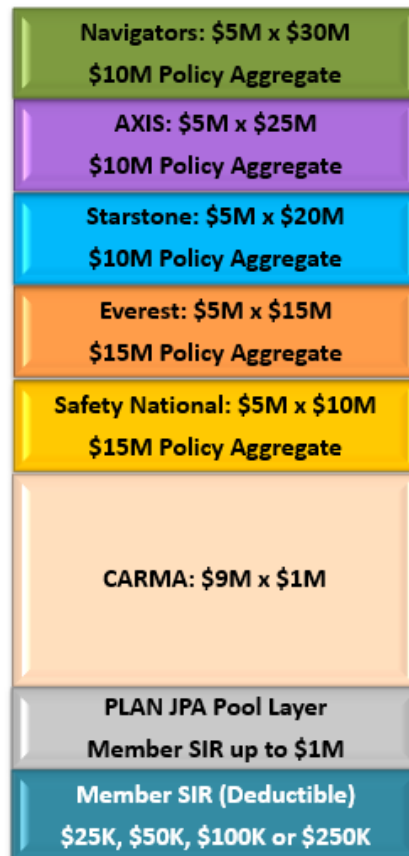 Navigators: $5M x $30M
$10M Policy Aggregate
AXIS: $5M x $25M
$10M Policy Aggregate
Starstone: $5M x $20M
$10M Policy Aggregate
Everest: $5M x $15M
$15M Policy Aggregate
Safety National: $5M x $10M
$15M Policy Aggregate
CARMA: $9M x $1M
PLAN JPA Pool Layer
Member SIR up to $1M
Member SIR (Deductible)
$25K, $50K, $100K or $250K